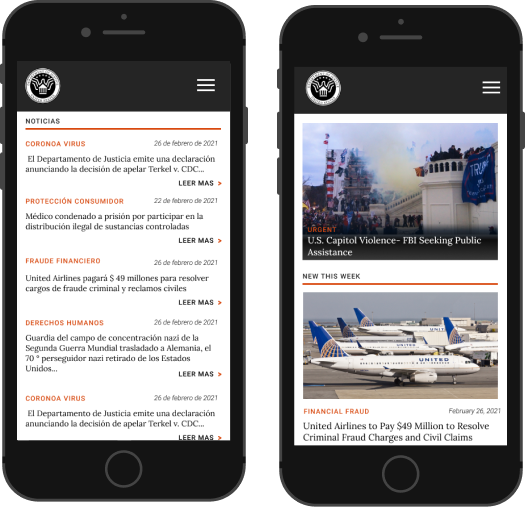 NOTICIAS
CORONOA VIRUS 26 de febrero de 2021
El Departamento de Justicia emite una declaración
anunciando la decisión de apelar Terkel v. CDC...
LEER MAS >
PROTECCIÓN CONSUMIDOR 22 de febrero de 2021
Médico condenado a prisión por participar en la
distribución ilegal de sustancias controladas
LEER MAS >
FRAUDE FINANCIERO 26 de febrero de 2021
United Airlines pagará $ 49 millones para resolver
cargos de fraude criminal y reclamos civiles
LEER MAS >
DERECHOS HUMANOS 26 de febrero de 2021
Guardia del campo de concentración nazi de la
Segunda Guerra Mundial trasladado a Alemania, el
70 ° perseguidor nazi retirado de los Estados
Unidos...
LEER MAS >
CORONOA VIRUS 26 de febrero de 2021
El Departamento de Justicia emite una declaración
anunciando la decisión de apelar Terkel v. CDC...
LEER MAS >
TRUMP
URGENT
U.S. Capitol Violence- FBI Seeking Public
Assistance
NEW THIS WEEK
UNITED
UNITED
FINANCIAL FRAUD February 26, 2021
United Airlines to Pay $49 Million to Resolve
Criminal Fraud Charges and Civil Claims